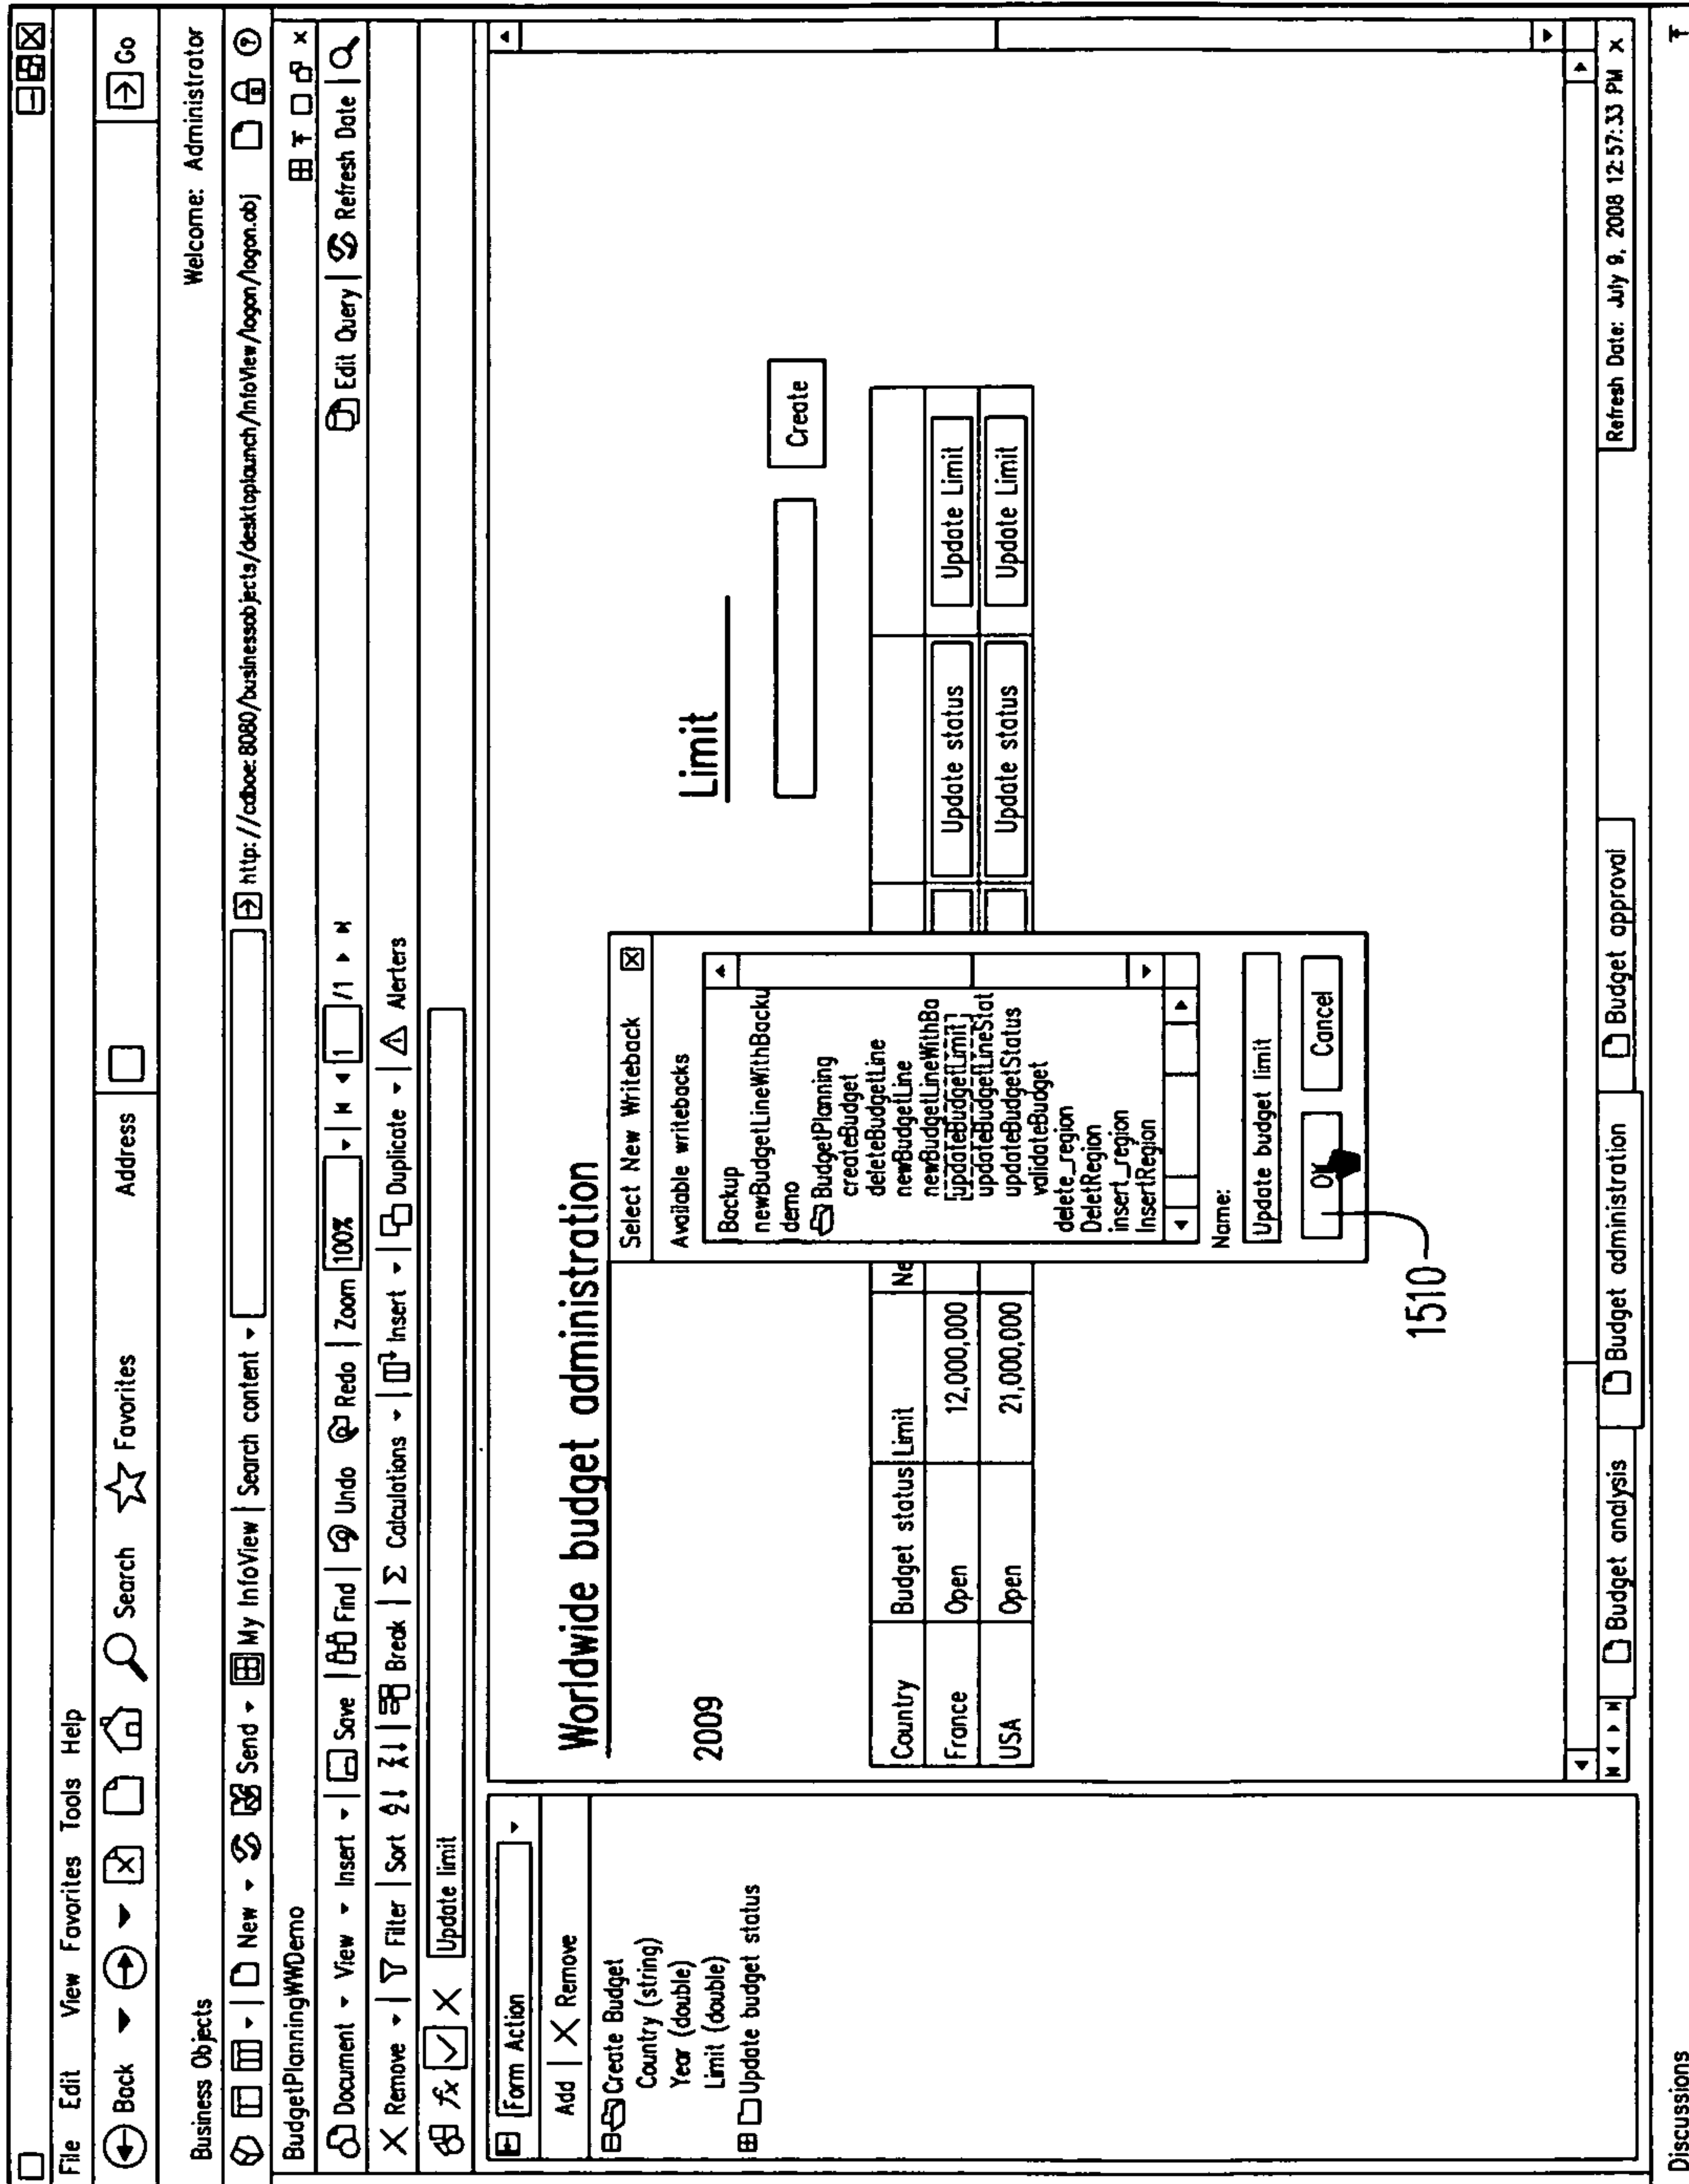 File Edit View Favorites Tools Help
Back Search Favorites Address Go
Business Objects Welcome: Administrator
New Send My InfoView Search content http://cdboe:8080/businessobjects/desktoplaunch/InfoView/logon/logon.obj
BudgetPlanningWWDemo
Document View Insert Save Find Undo Redo Zoom 100% 1 /1 Edit Query Refresh Date
Remove Filter Sort Break Σ Calculations Insert Duplicate Alerters
fx Update limit
Form Action
Add Remove
Create Budget
Country (string)
Year (double)
Limit (double)
Update budget status
Worldwide budget administration
2009
Limit
Create
Country Budget status Limit Ne
France Open 12,000,000 Update status Update Limit
USA Open 21,000,000 Update status Update Limit
Select New Writeback
Available writebacks
Backup
newBudgetLineWithBacku
demo
BudgetPlanning
createBudget
deleteBudgetLine
newBudgetLine
newBudgetLineWithBa
updateBudgetLimit
updateBudgetLineStat
updateBudgetStatus
validateBudget
delete_region
DeletRegion
insert_region
InsertRegion
Name:
Update budget limit
OK Cancel
1510
Budget analysis Budget administration Budget approval Refresh Date: July 9, 2008 12:57:33 PM
Discussions